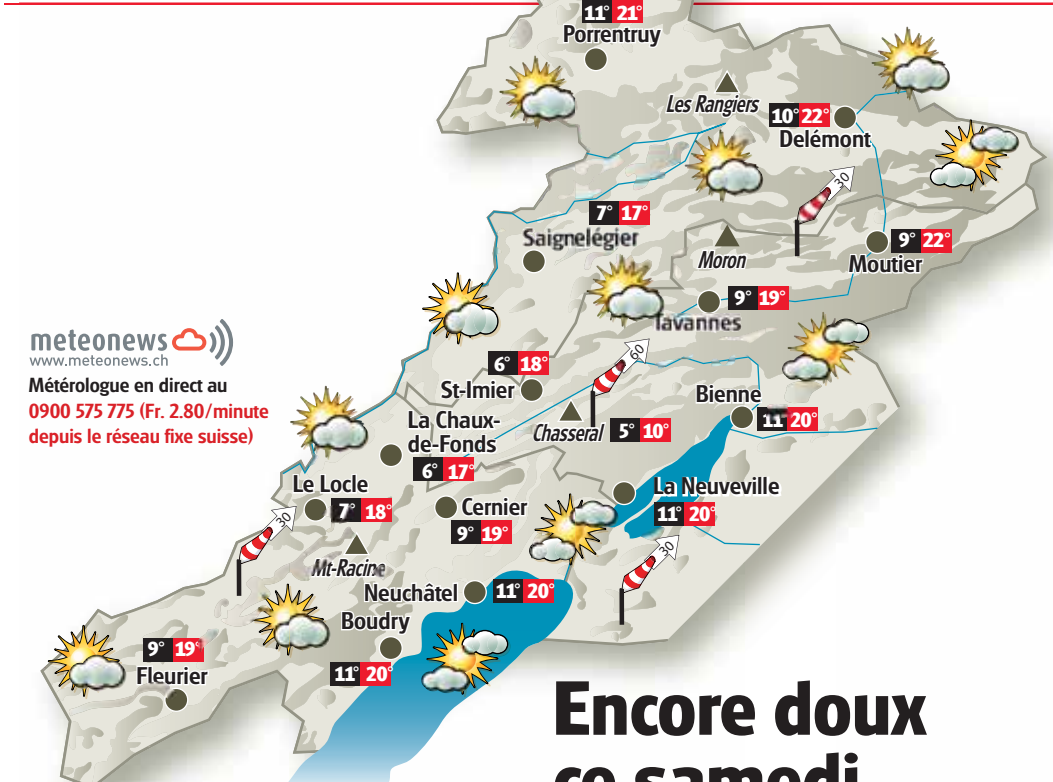 11° 21°
Porrentruy
Les Rangiers
10° 22°
Delémont
30
7° 17°
Saignelégier
Moron
9° 22°
Moutier
9° 19°
Tavannes
meteonews
www.meteonews.ch
Météorologue en direct au
0900 575 775 (Fr. 2.80/minute
depuis le réseau fixe suisse)
60
6° 18°
St-Imier
Bienne
11° 20°
La Chaux-
de-Fonds
6° 17°
Chasseral 5° 10°
Le Locle
7° 18°
Cernier
9° 19°
La Neuveville
11° 20°
30
30
Mt-Racine
Neuchâtel 11° 20°
Boudry
11° 20°
9° 19°
Fleurier
Encore doux
ce samedi